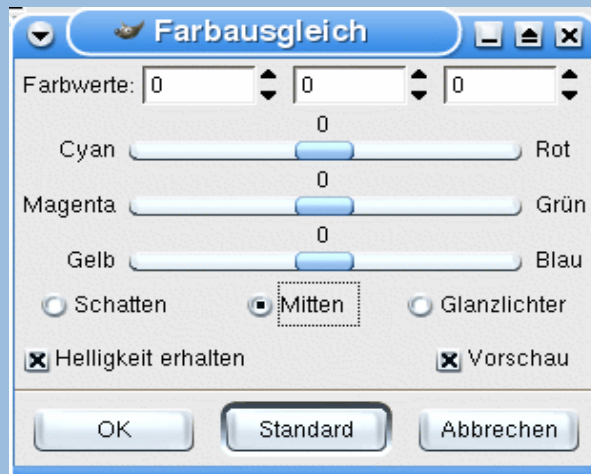 Farbausgleich
Farbwerte: 0 0 0
0
Cyan Rot
0
Magenta Grün
0
Gelb Blau
Schatten Mitten Glanzlichter
Helligkeit erhalten Vorschau
OK Standard Abbrechen